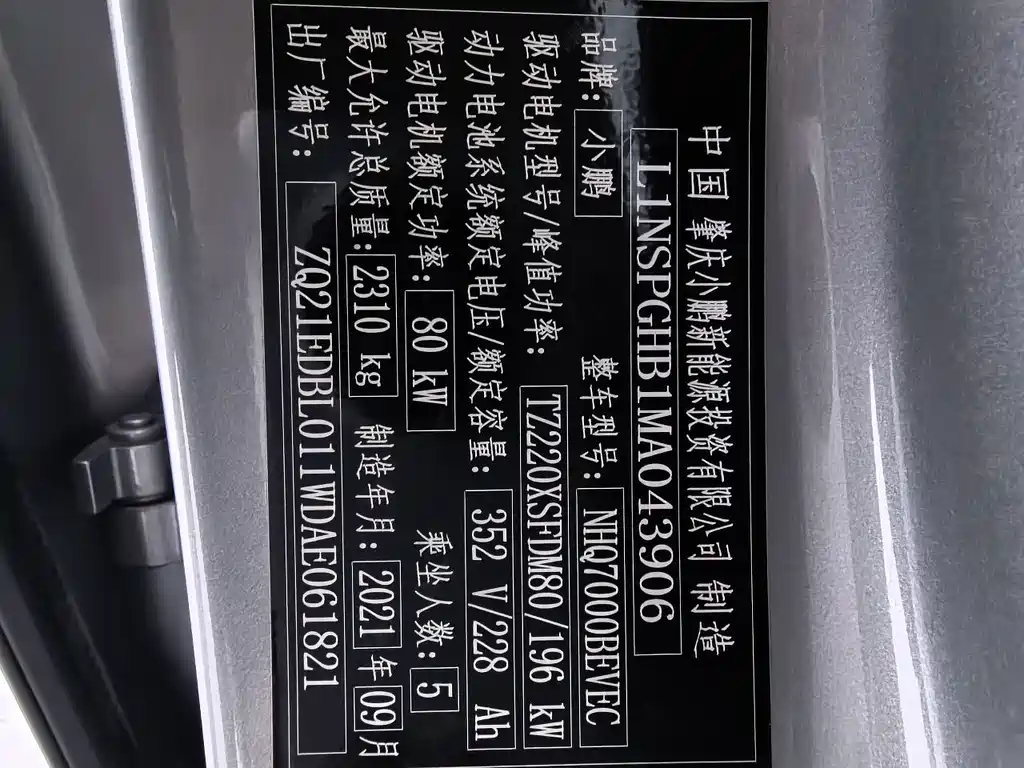 中国 肇庆小鹏新能源投资有限公司 制造
L1NSPGHB1MA043906
品牌: 小鹏 整车型号: NHQ7000BEVEC
驱动电机型号/峰值功率: TZ220XSFDM80/196 kW
动力电池系统额定电压/额定容量: 352 V/228 Ah
驱动电机额定功率: 80 kW 乘坐人数: 5
最大允许总质量: 2310 kg 制造年月: 2021 年 09 月
出厂编号: ZQ21EDBL011WDAE061821